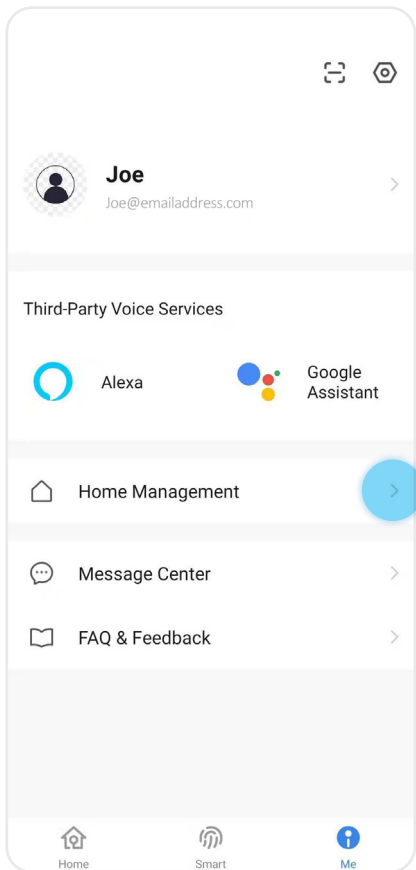 Joe
Joe@emailaddress.com
Third-Party Voice Services
Alexa
Google
Assistant
Home Management
Message Center
FAQ & Feedback
Home
Smart
Me